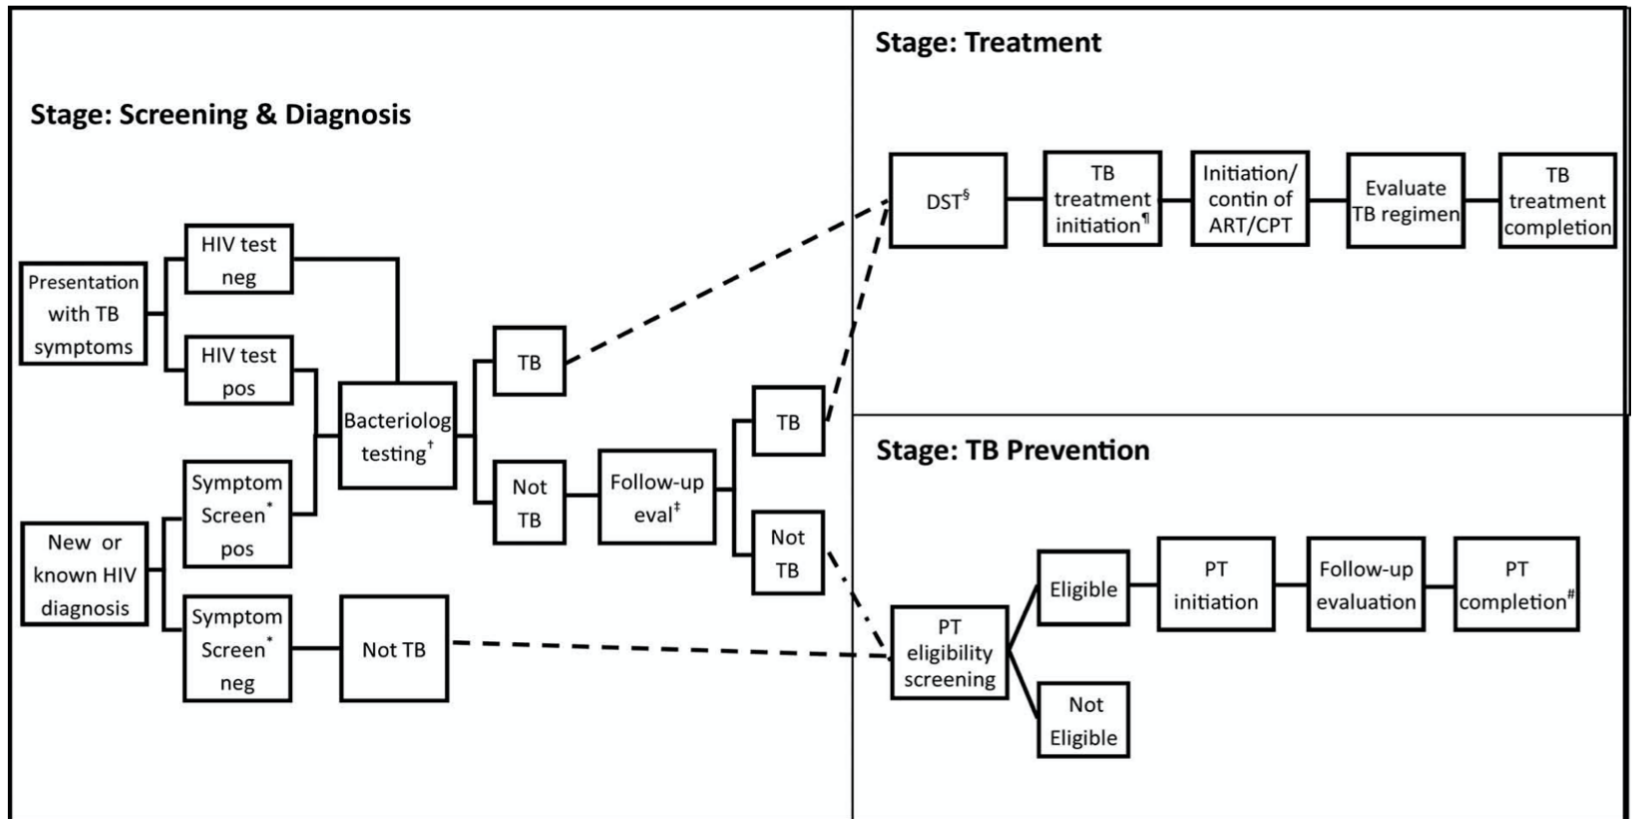 Stage: Screening & Diagnosis
Presentation
with TB
symptoms
HIV test
neg
HIV test
pos
New or
known HIV
diagnosis
Symptom
Screen*
pos
Symptom
Screen*
neg
Bacteriolog
testing†
Not TB
TB
Not
TB
Follow-up
eval‡
TB
Not
TB
Stage: Treatment
DST§
TB
treatment
initiation¶
Initiation/
contin of
ART/CPT
Evaluate
TB regimen
TB
treatment
completion
Stage: TB Prevention
PT
eligibility
screening
Eligible
Not
Eligible
PT
initiation
Follow-up
evaluation
PT
completion#